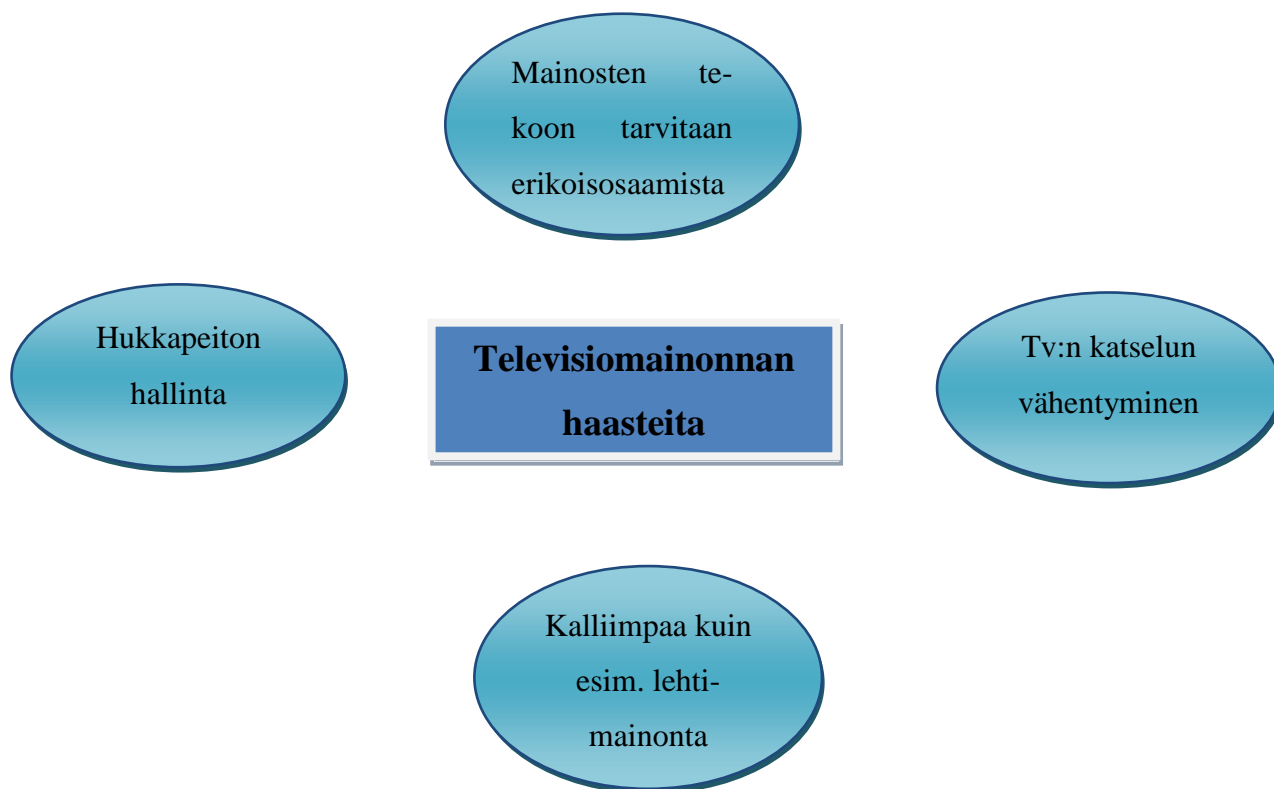 Mainosten te-
koon tarvitaan
erikoisosaamista
Hukkapeiton
hallinta
Televisiomainonnan
haasteita
Tv:n katselun
vähentyminen
Kalliimpaa kuin
esim. lehti-
mainonta